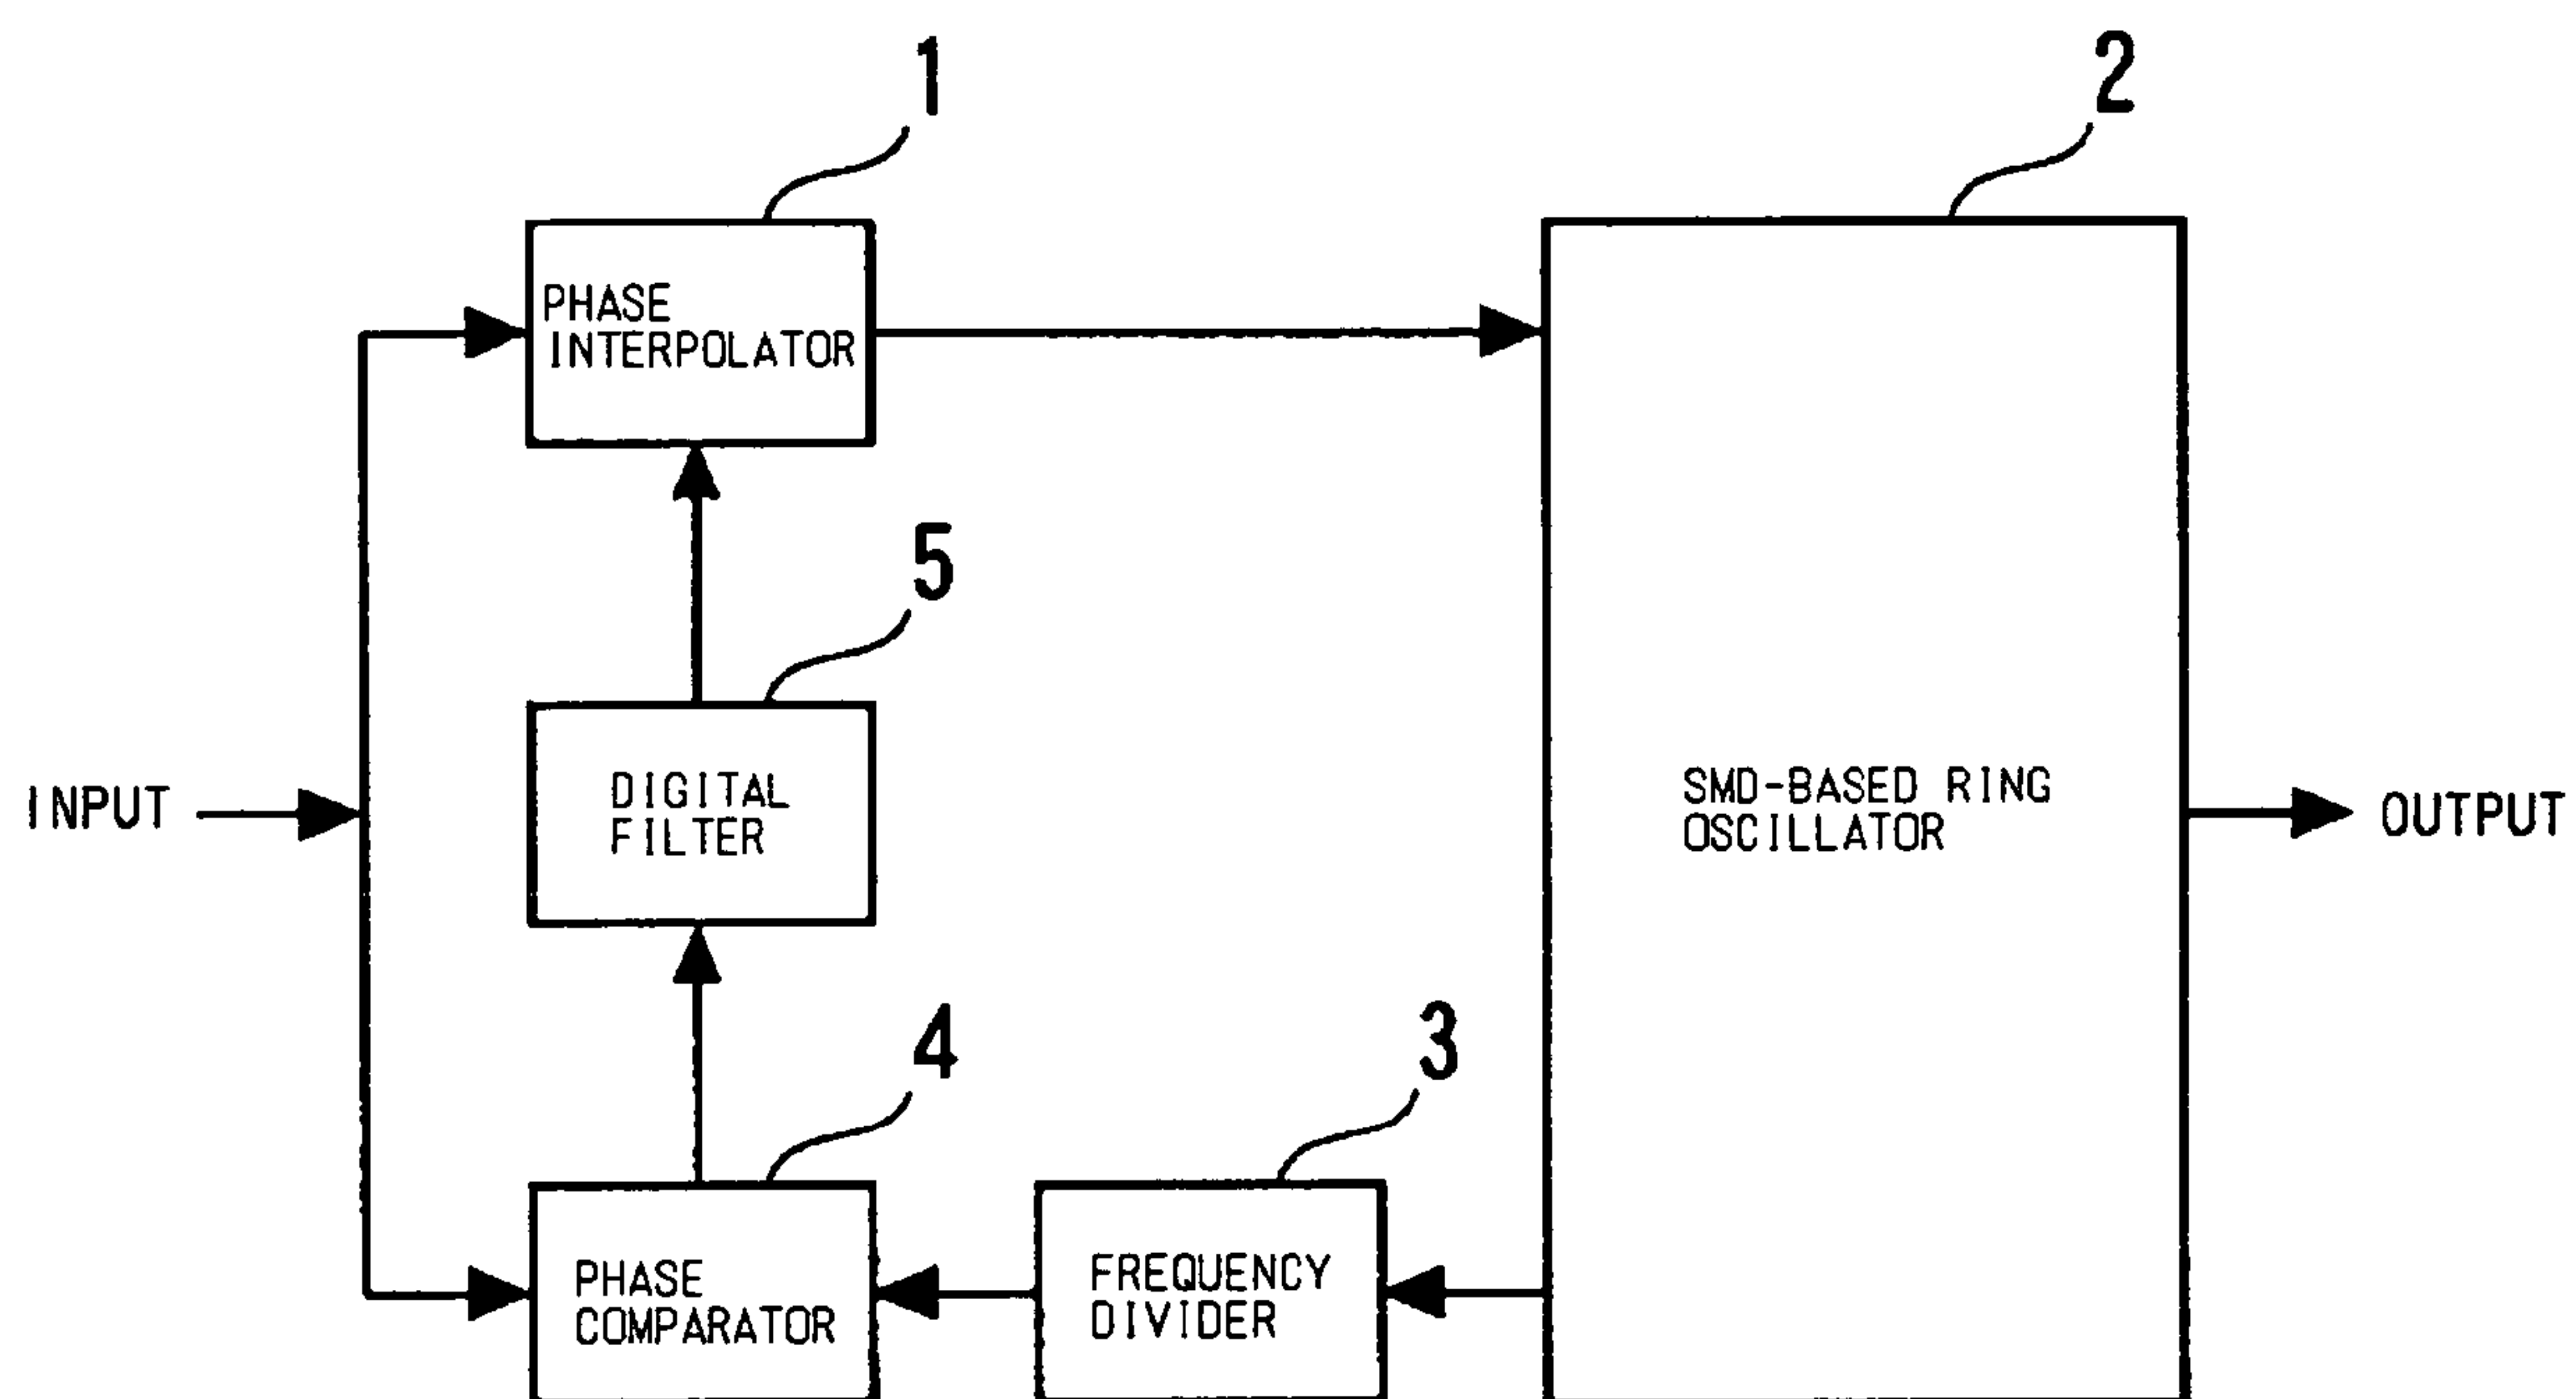 1
2
PHASE
INTERPOLATOR
5
INPUT
DIGITAL
FILTER
SMD-BASED RING
OSCILLATOR
OUTPUT
4
3
PHASE
COMPARATOR
FREQUENCY
DIVIDER